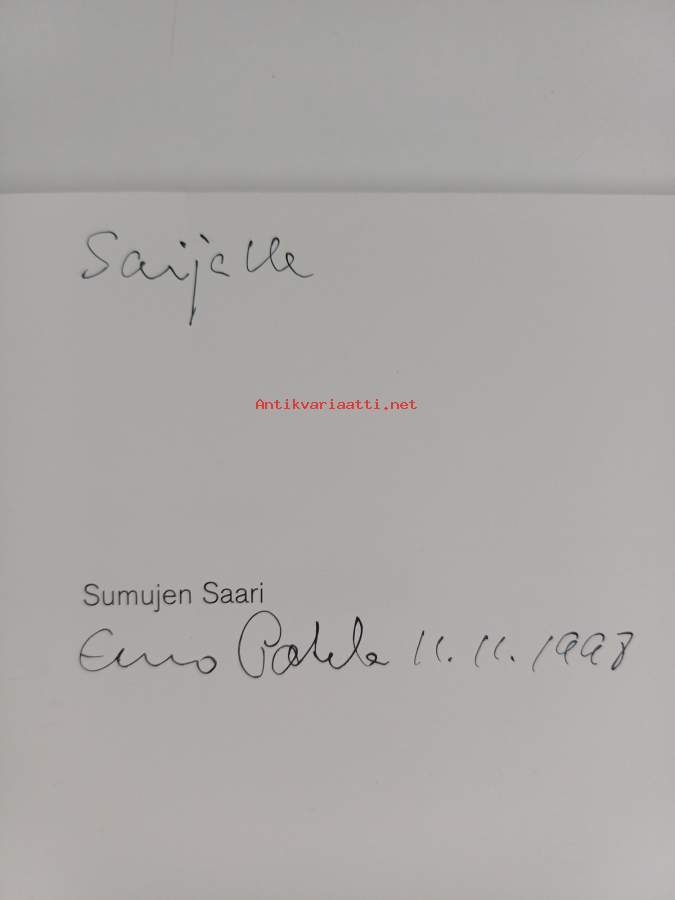 Saijalle
Antikvariaatti.net
Sumujen Saari
11.11.1998